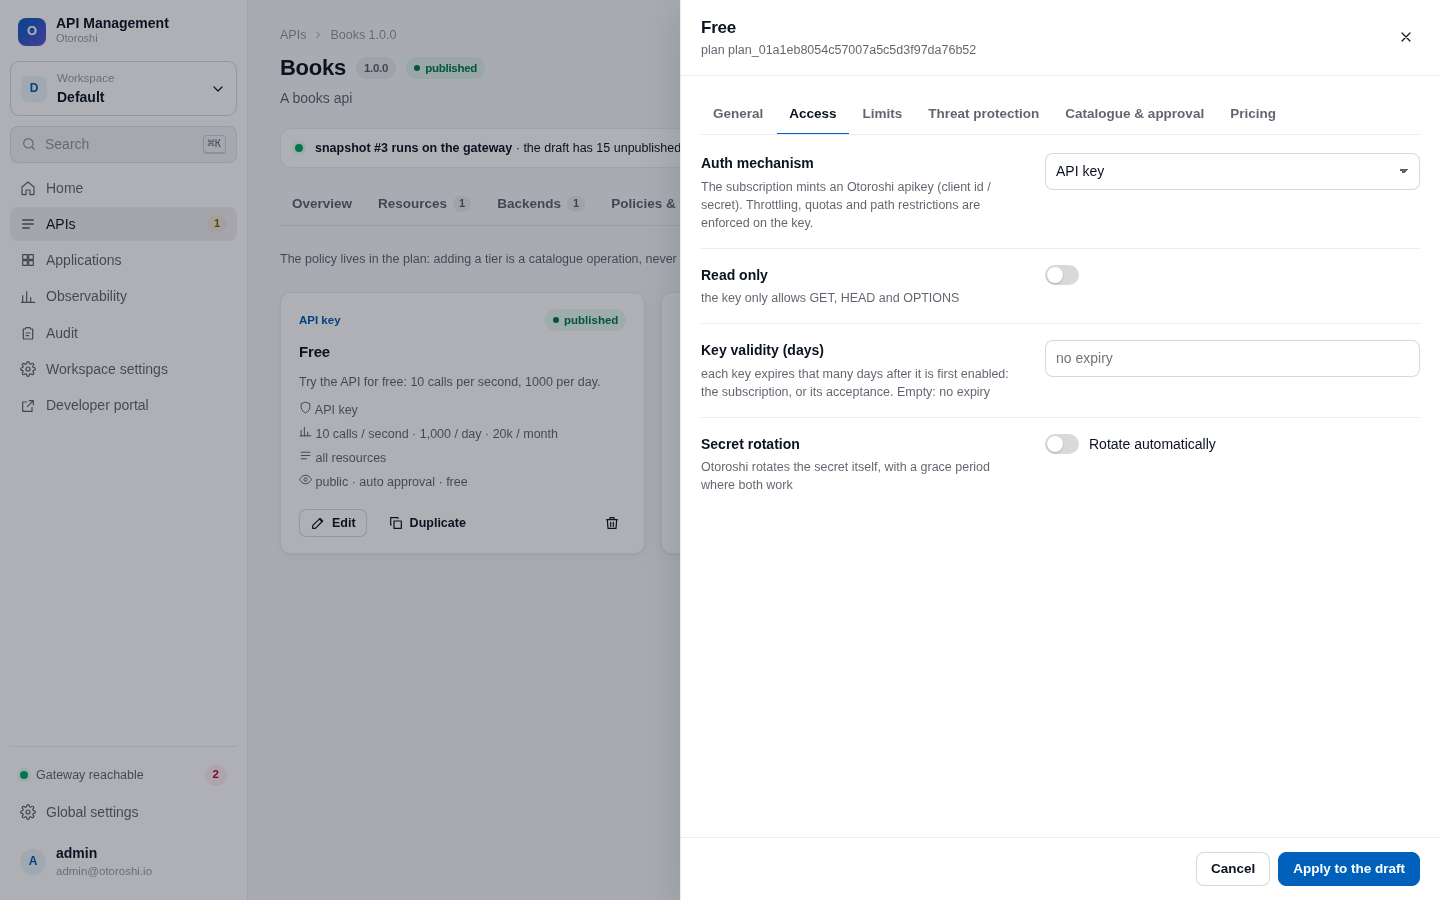 O
API Management
Otoroshi
D
Workspace
Default
Search
⌘K
Home
APIs
1
Applications
Observability
Audit
Workspace settings
Developer portal
Gateway reachable
2
Global settings
A
admin
admin@otoroshi.io
APIs
Books 1.0.0
Books
1.0.0
published
A books api
snapshot #3 runs on the gateway · the draft has 15 unpublished
Overview
Resources 1
Backends 1
Policies &
The policy lives in the plan: adding a tier is a catalogue operation, never
API key
published
Free
Try the API for free: 10 calls per second, 1000 per day.
API key
10 calls / second · 1,000 / day · 20k / month
all resources
public · auto approval · free
Edit
Duplicate
Free
plan plan_01a1eb8054c57007a5c5d3f97da76b52
General
Access
Limits
Threat protection
Catalogue & approval
Pricing
Auth mechanism
The subscription mints an Otoroshi apikey (client id /
secret). Throttling, quotas and path restrictions are
enforced on the key.
API key
Read only
the key only allows GET, HEAD and OPTIONS
Key validity (days)
each key expires that many days after it is first enabled:
the subscription, or its acceptance. Empty: no expiry
no expiry
Secret rotation
Otoroshi rotates the secret itself, with a grace period
where both work
Rotate automatically
Cancel
Apply to the draft